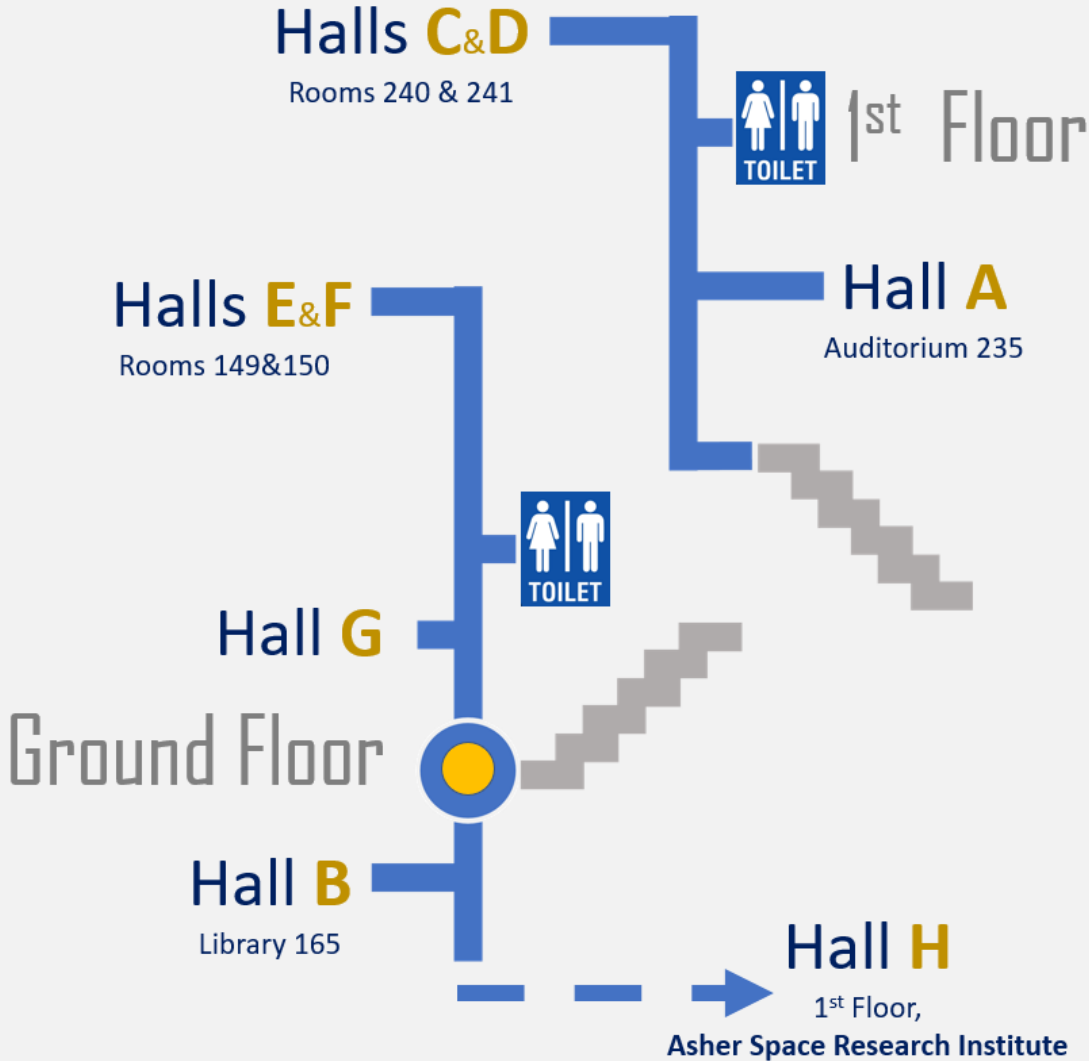 Halls C&D
Rooms 240 & 241
TOILET
1st Floor
Hall A
Auditorium 235
Halls E&F
Rooms 149&150
TOILET
Hall G
Ground Floor
Hall B
Library 165
Hall H
1st Floor,
Asher Space Research Institute